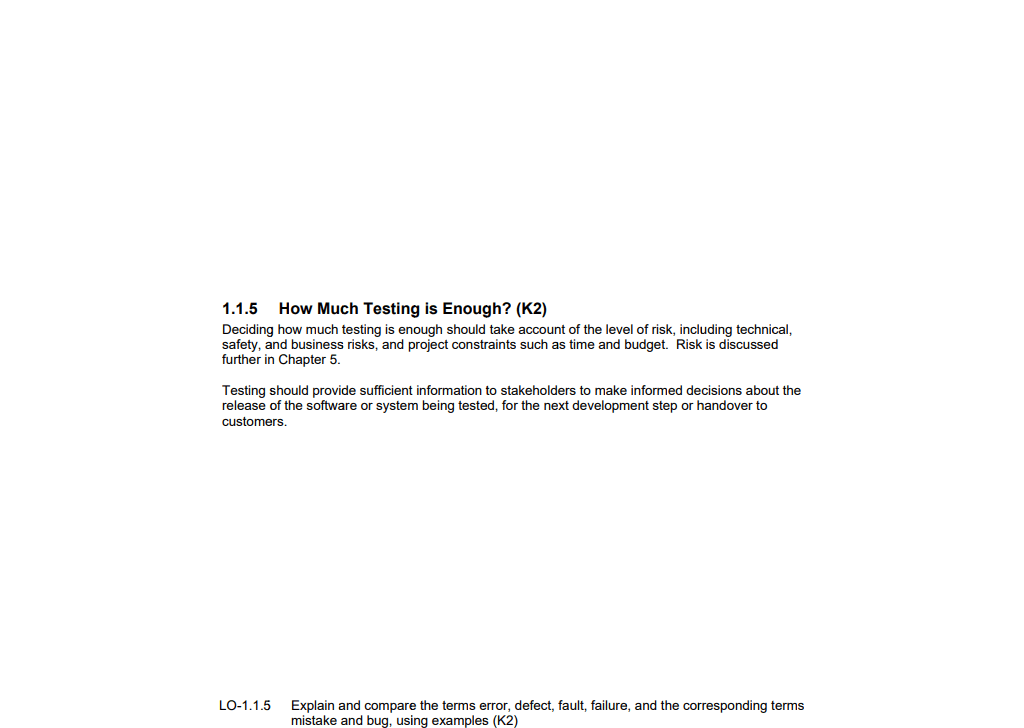 1.1.5 How Much Testing is Enough? (K2)
Deciding how much testing is enough should take account of the level of risk, including technical,
safety, and business risks, and project constraints such as time and budget.  Risk is discussed
further in Chapter 5.
Testing should provide sufficient information to stakeholders to make informed decisions about the
release of the software or system being tested, for the next development step or handover to
customers.
LO-1.1.5 Explain and compare the terms error, defect, fault, failure, and the corresponding terms
mistake and bug, using examples (K2)